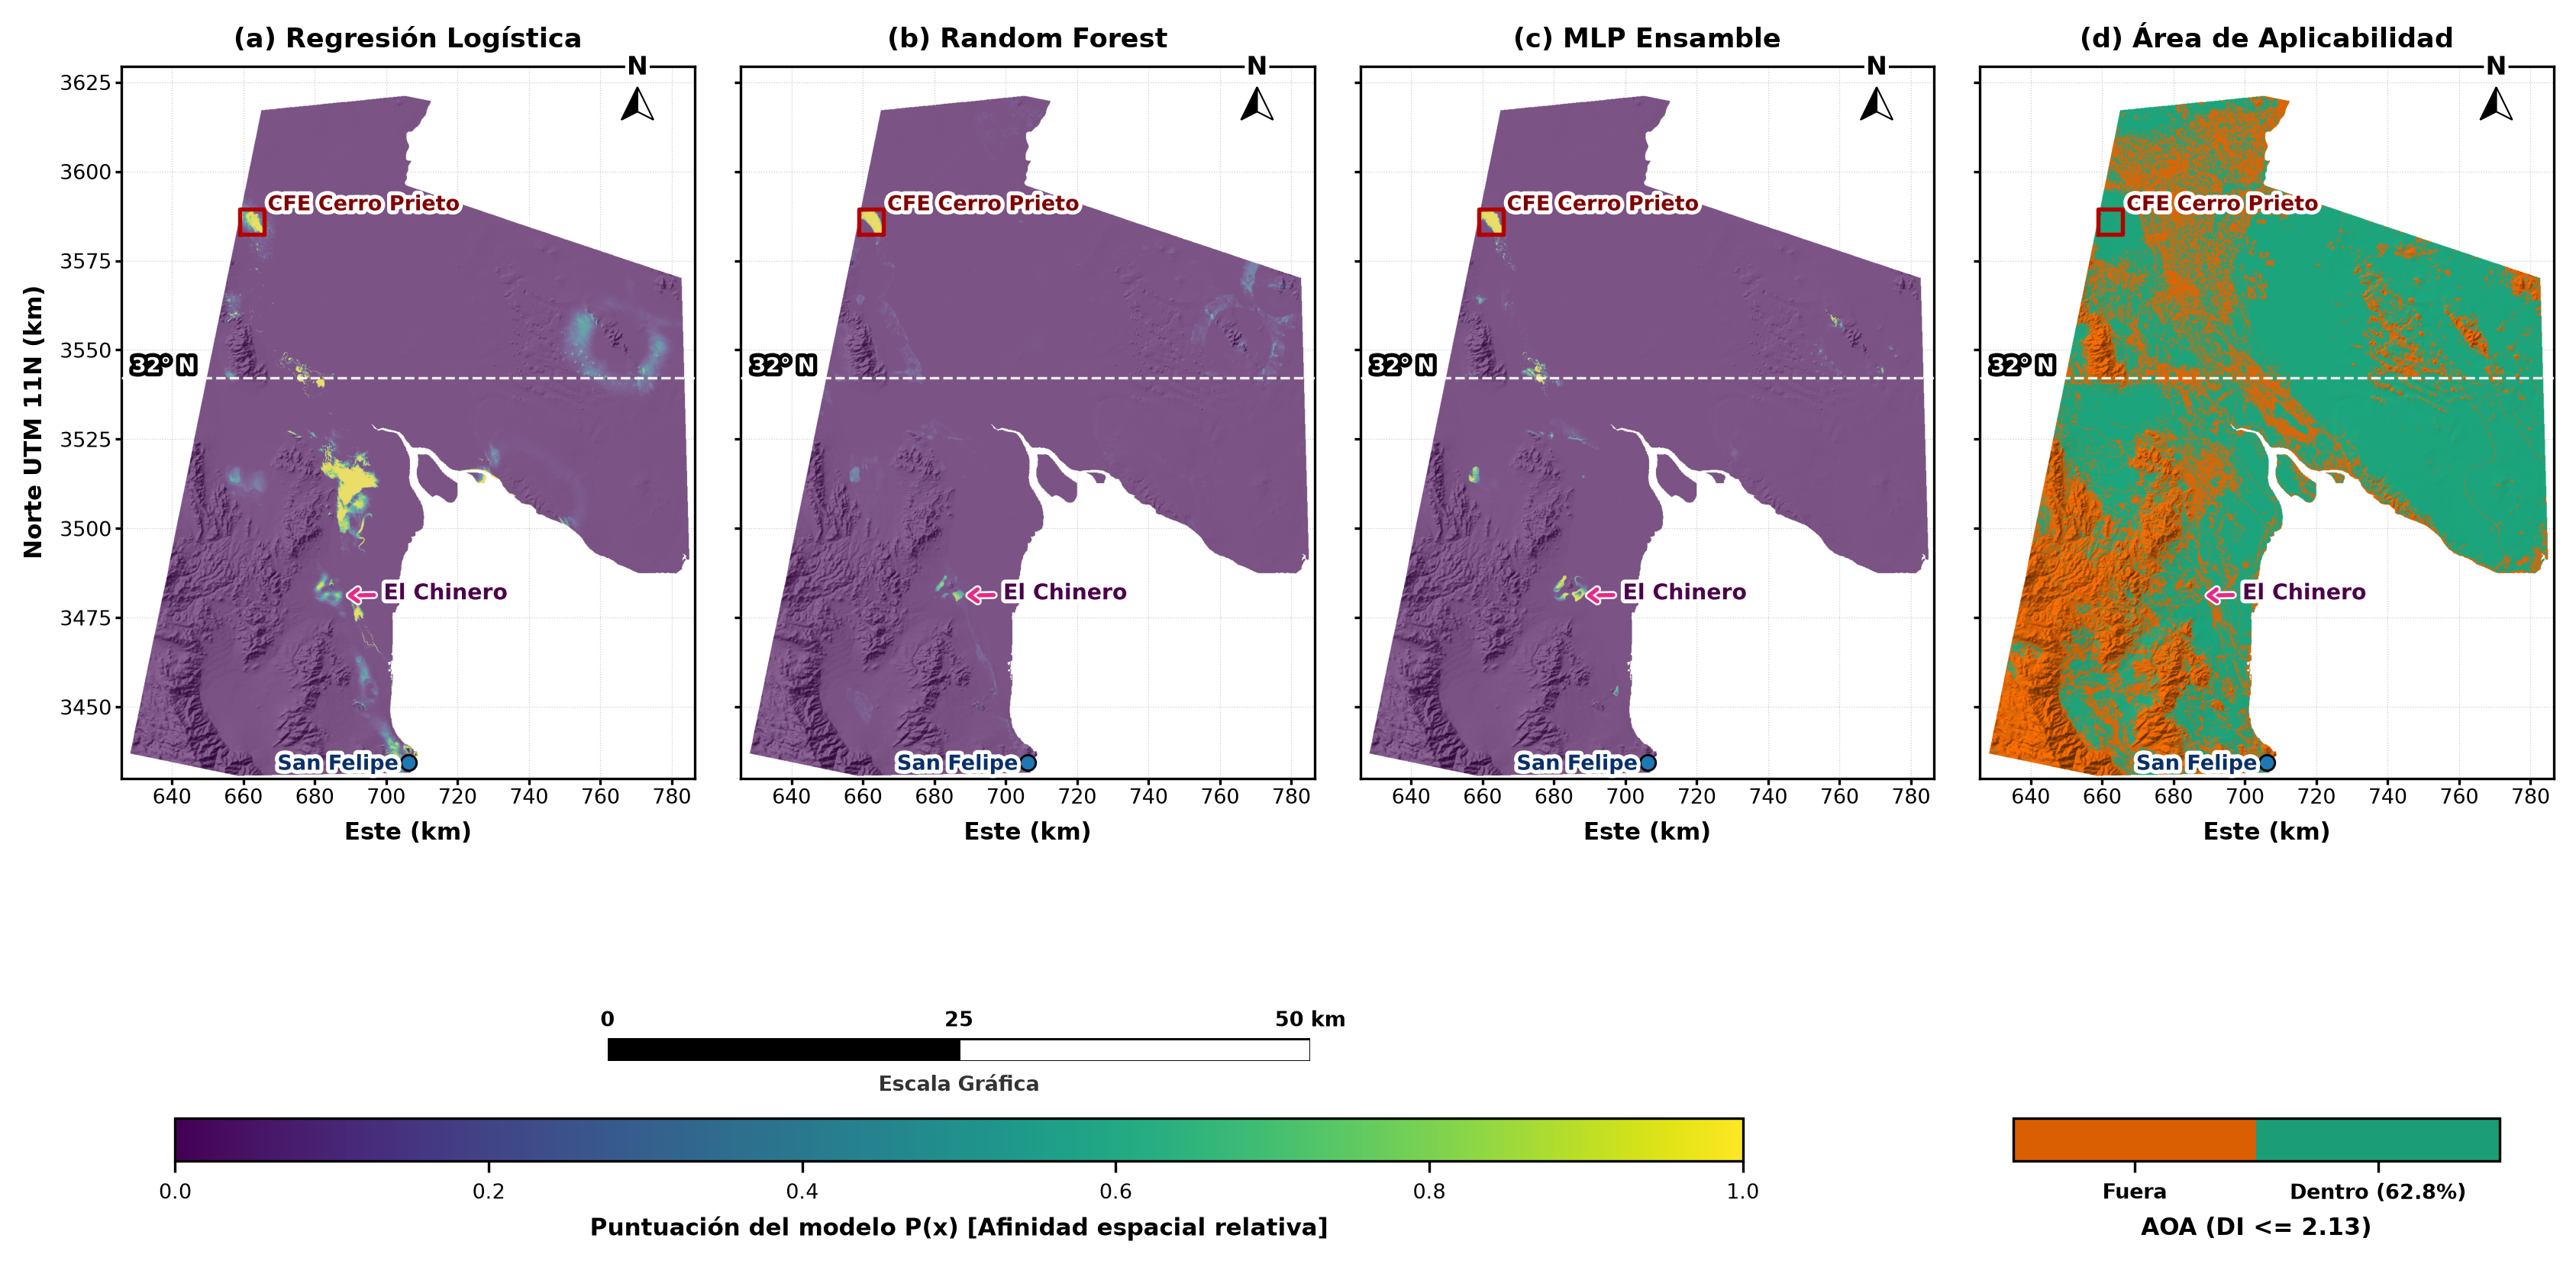 (a) Regresión Logística
(b) Random Forest
(c) MLP Ensamble
(d) Área de Aplicabilidad
N
N
N
N
3625
3600
3575
3550
3525
3500
3475
3450
Norte UTM 11N (km)
CFE Cerro Prieto
CFE Cerro Prieto
CFE Cerro Prieto
CFE Cerro Prieto
32° N
32° N
32° N
32° N
El Chinero
El Chinero
El Chinero
El Chinero
San Felipe
San Felipe
San Felipe
San Felipe
640 660 680 700 720 740 760 780
640 660 680 700 720 740 760 780
640 660 680 700 720 740 760 780
640 660 680 700 720 740 760 780
Este (km)
Este (km)
Este (km)
Este (km)
0 25 50 km
Escala Gráfica
0.0 0.2 0.4 0.6 0.8 1.0
Puntuación del modelo P(x) [Afinidad espacial relativa]
Fuera Dentro (62.8%)
AOA (DI <= 2.13)